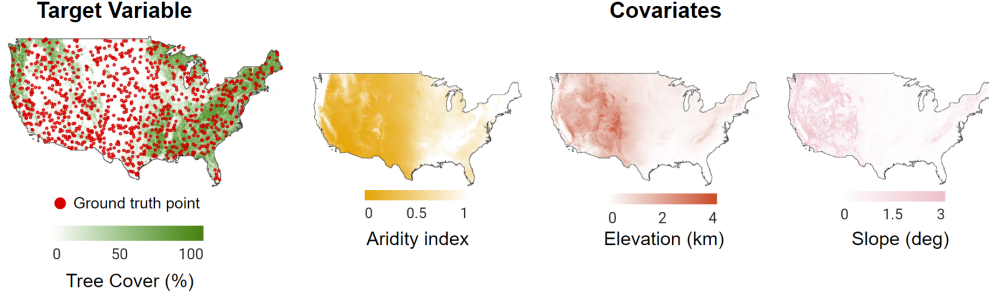 Target Variable
Covariates
Ground truth point
0 50 100
Tree Cover (%)
0 0.5 1
Aridity index
0 2 4
Elevation (km)
0 1.5 3
Slope (deg)